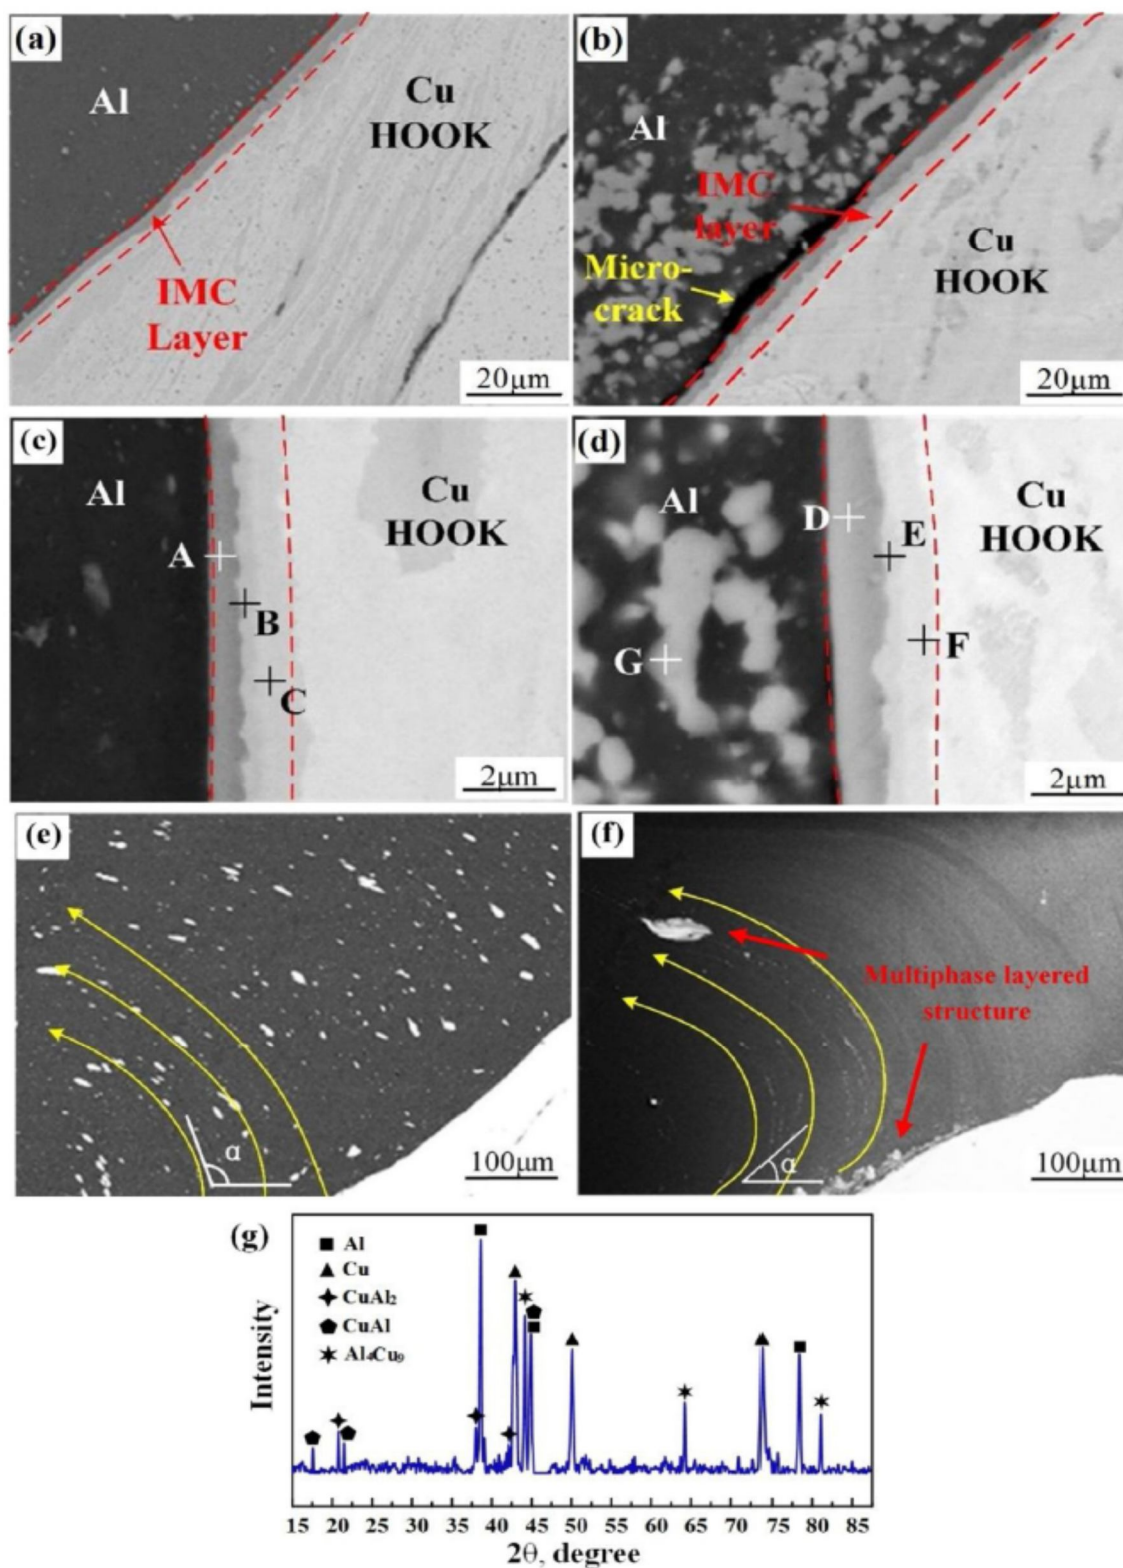 (a)
Al
Cu
HOOK
IMC
Layer
20μm
(b)
Al
IMC
layer
Micro-
crack
Cu
HOOK
20μm
(c)
Al
Cu
HOOK
A
B
C
2μm
(d)
Al
Cu
HOOK
D
E
F
G
2μm
(e)
α
100μm
(f)
Multiphase layered
structure
α
100μm
(g)
Al
Cu
CuAl₂
CuAl
Al₄Cu₉
Intensity
15 20 25 30 35 40 45 50 55 60 65 70 75 80 85
2θ, degree